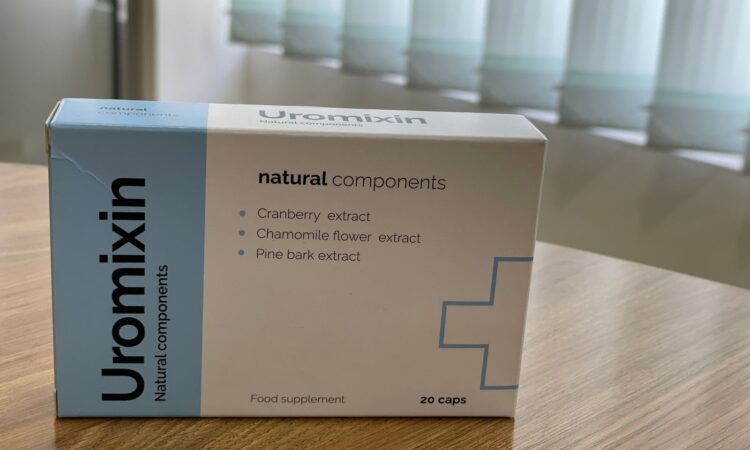 natural
components
Uromixin
Natural components
Uromixin
Natural components
natural components
Cranberry extract
Chamomile flower extract
Pine bark extract
Food supplement
20 caps